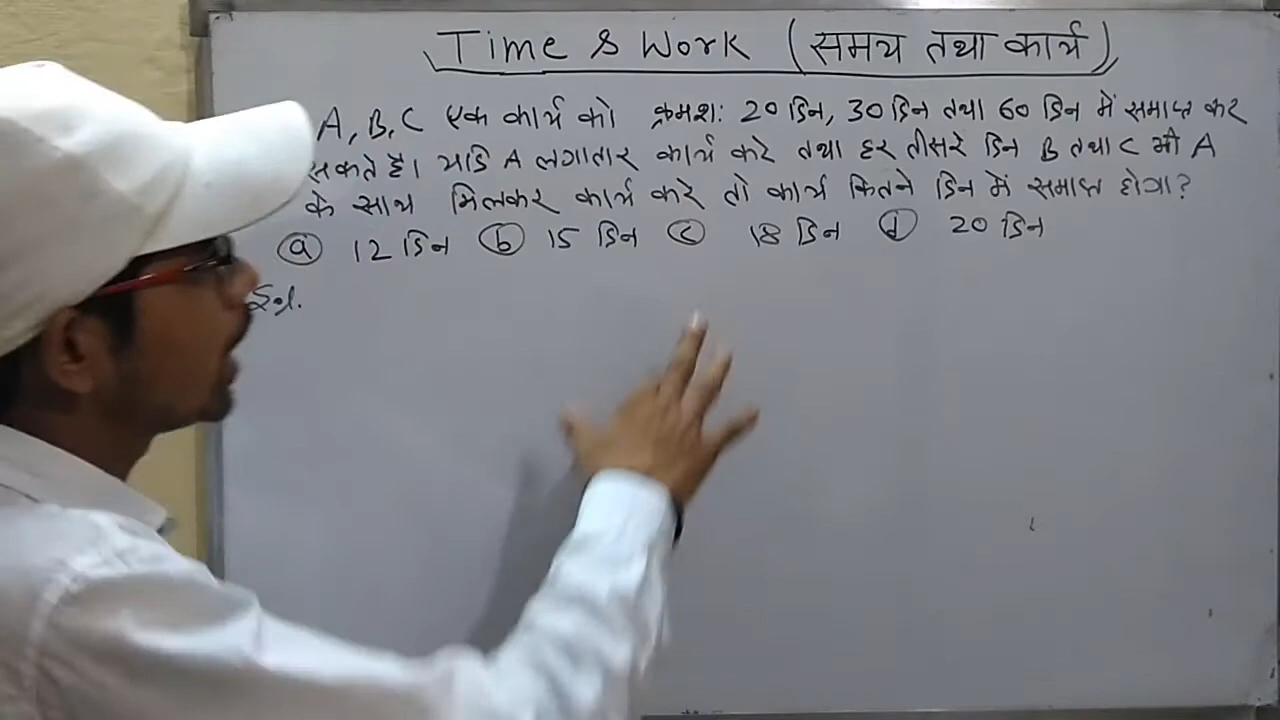 Time & Work (समय तथा कार्य)
A, B, C एक कार्य को क्रमश: 20 दिन, 30 दिन तथा 60 दिन में समाप्त कर
सकते है। यदि A लगातार कार्य करे तथा हर तीसरे दिन B तथा C भी A
के साथ मिलकर कार्य करे तो कार्य कितने दिन में समाप्त होगा?
(a) 12 दिन (b) 15 दिन (c) 18 दिन (d) 20 दिन
Sol.